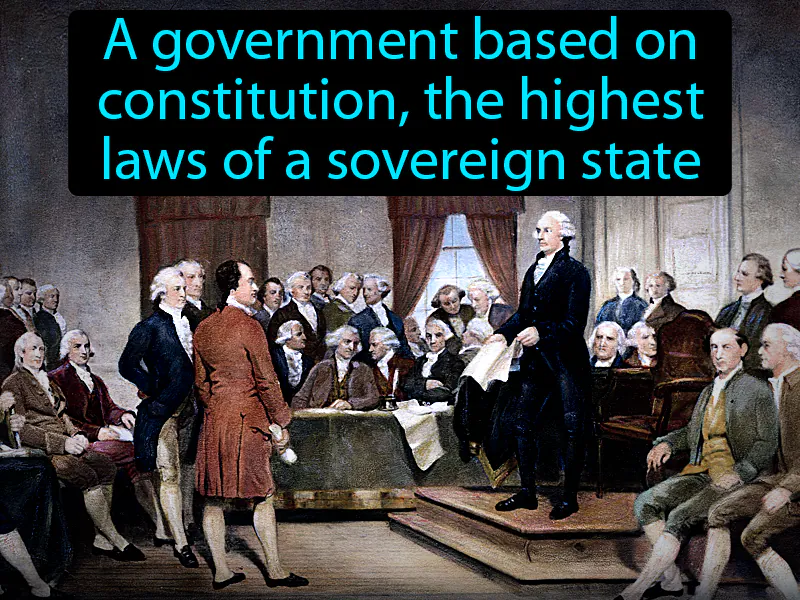 A government based on
constitution, the highest
laws of a sovereign state